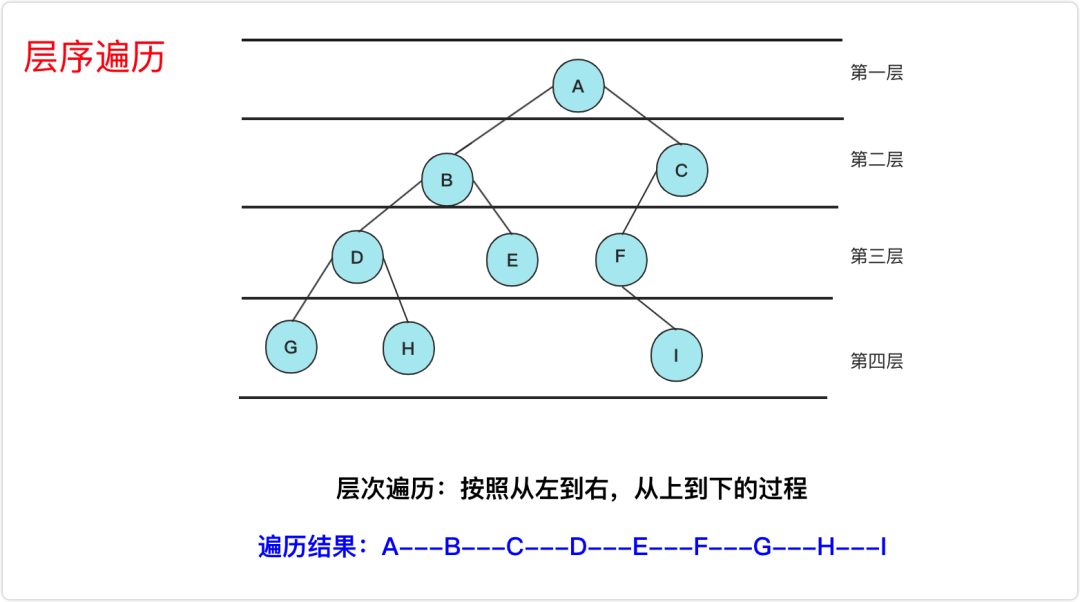 层序遍历
A
第一层
B
C
第二层
D
E
F
第三层
G
H
I
第四层
层次遍历：按照从左到右，从上到下的过程
遍历结果：A---B---C---D---E---F---G---H---I